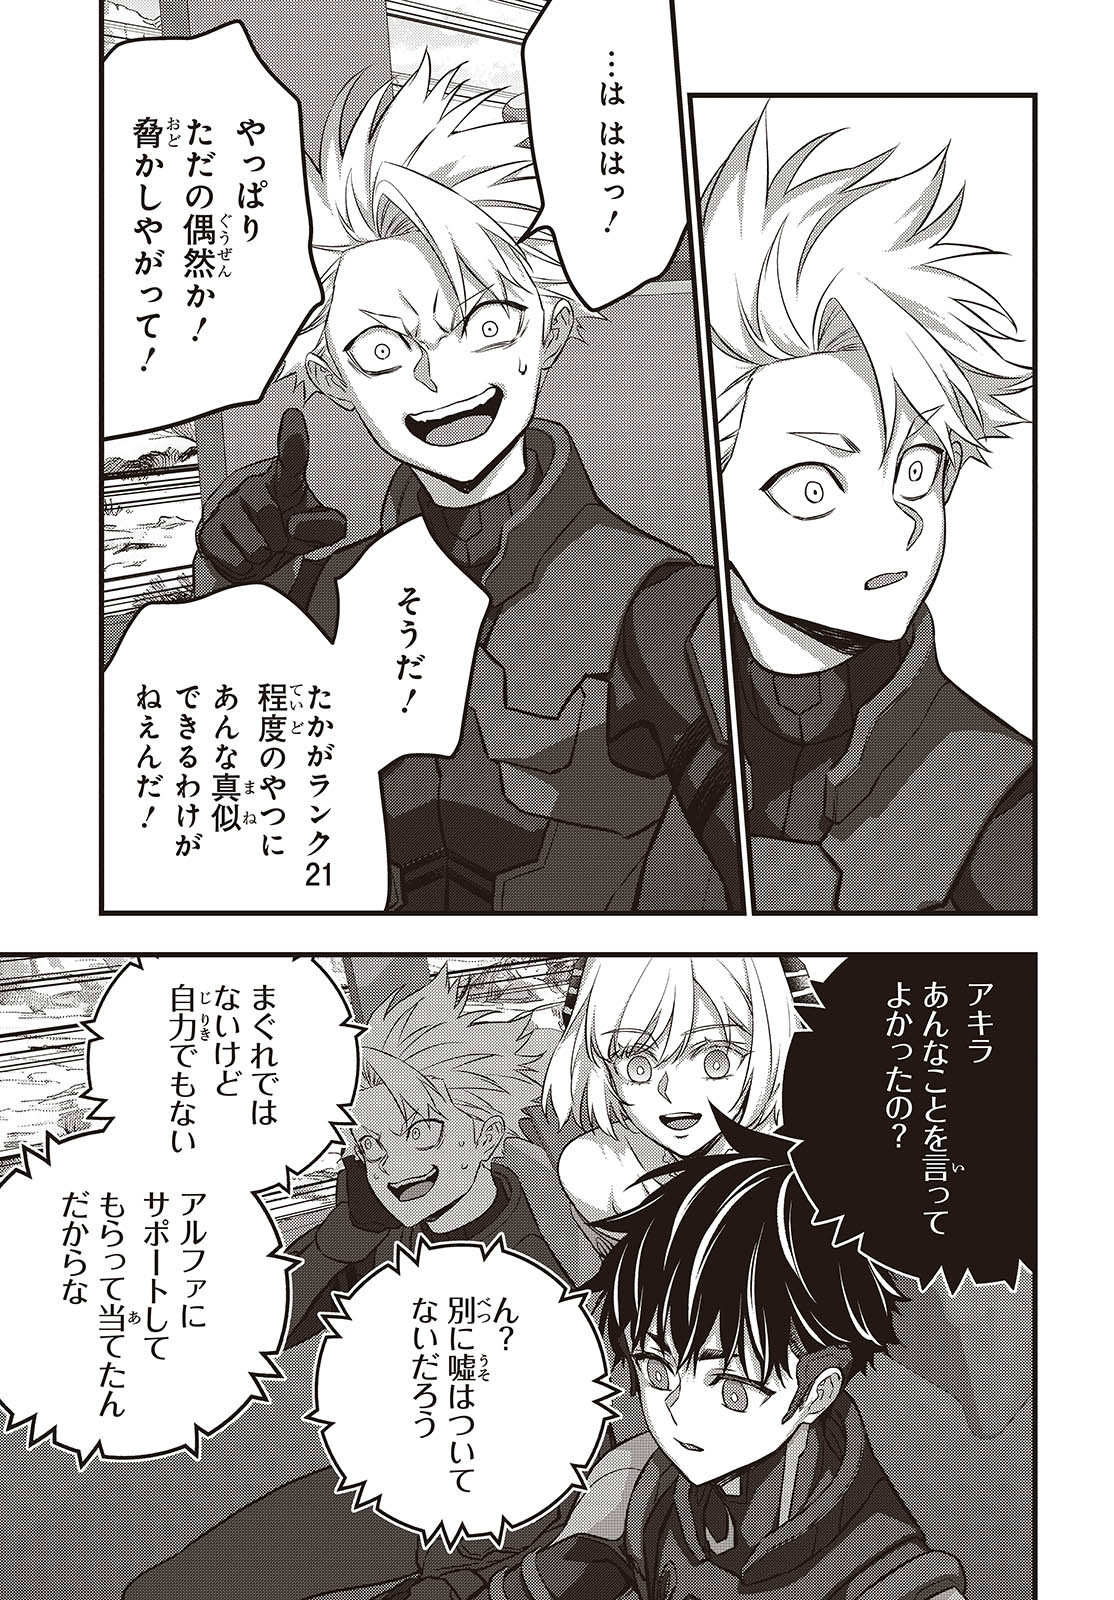 …は ははっ！
やっぱり
ただの偶然か！
脅かしやがって！
そうだ！
たかがランク21
程度のやつに
あんな真似
できるわけが
ねえんだ！
アキラ
あんなことを言って
よかったの？
ん？
別に嘘はついて
ないだろう
まぐれでは
ないけど
自力でもない
アルファに
サポートして
もらって当てたん
だからな